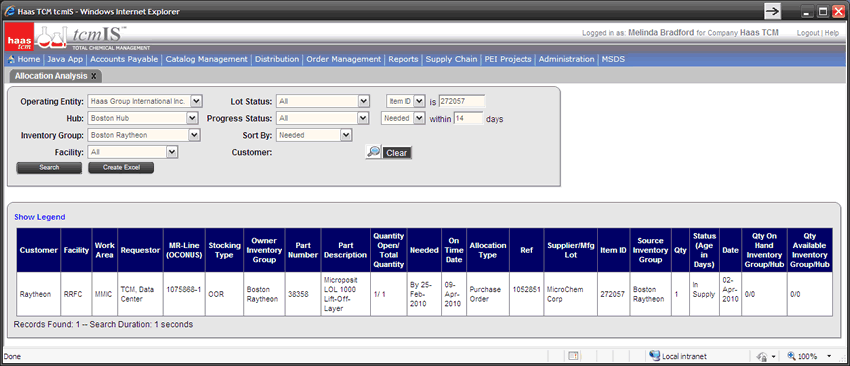 Haas TCM tcmIS - Windows Internet Explorer
haas tcm
tcmIS™
TOTAL CHEMICAL MANAGEMENT
Logged in as: Melinda Bradford for Company Haas TCM Logout | Help
Home | Java App | Accounts Payable | Catalog Management | Distribution | Order Management | Reports | Supply Chain | PEI Projects | Administration | MSDS
Allocation Analysis x
Operating Entity: Haas Group International Inc. Lot Status: All Item ID is 272057
Hub: Boston Hub Progress Status: All Needed within 14 days
Inventory Group: Boston Raytheon Sort By: Needed
Facility: All Customer: Clear
Search Create Excel
Show Legend
Customer Facility Work Area Requestor MR-Line (OCONUS) Stocking Type Owner Inventory Group Part Number Part Description Quantity Open/ Total Quantity Needed On Time Date Allocation Type Ref Supplier/Mfg Lot Item ID Source Inventory Group Qty Status (Age in Days) Date Qty On Hand Inventory Group/Hub Qty Available Inventory Group/Hub
Raytheon RRFC MMIC TCM, Data Center 1075868-1 OOR Boston Raytheon 38358 Microposit LOL 1000 Lift-Off-Layer 1/ 1 By 25-Feb-2010 09-Apr-2010 Purchase Order 1052851 MicroChem Corp 272057 Boston Raytheon 1 In Supply 02-Apr-2010 0/0 0/0
Records Found: 1 -- Search Duration: 1 seconds
Done Local intranet 100%